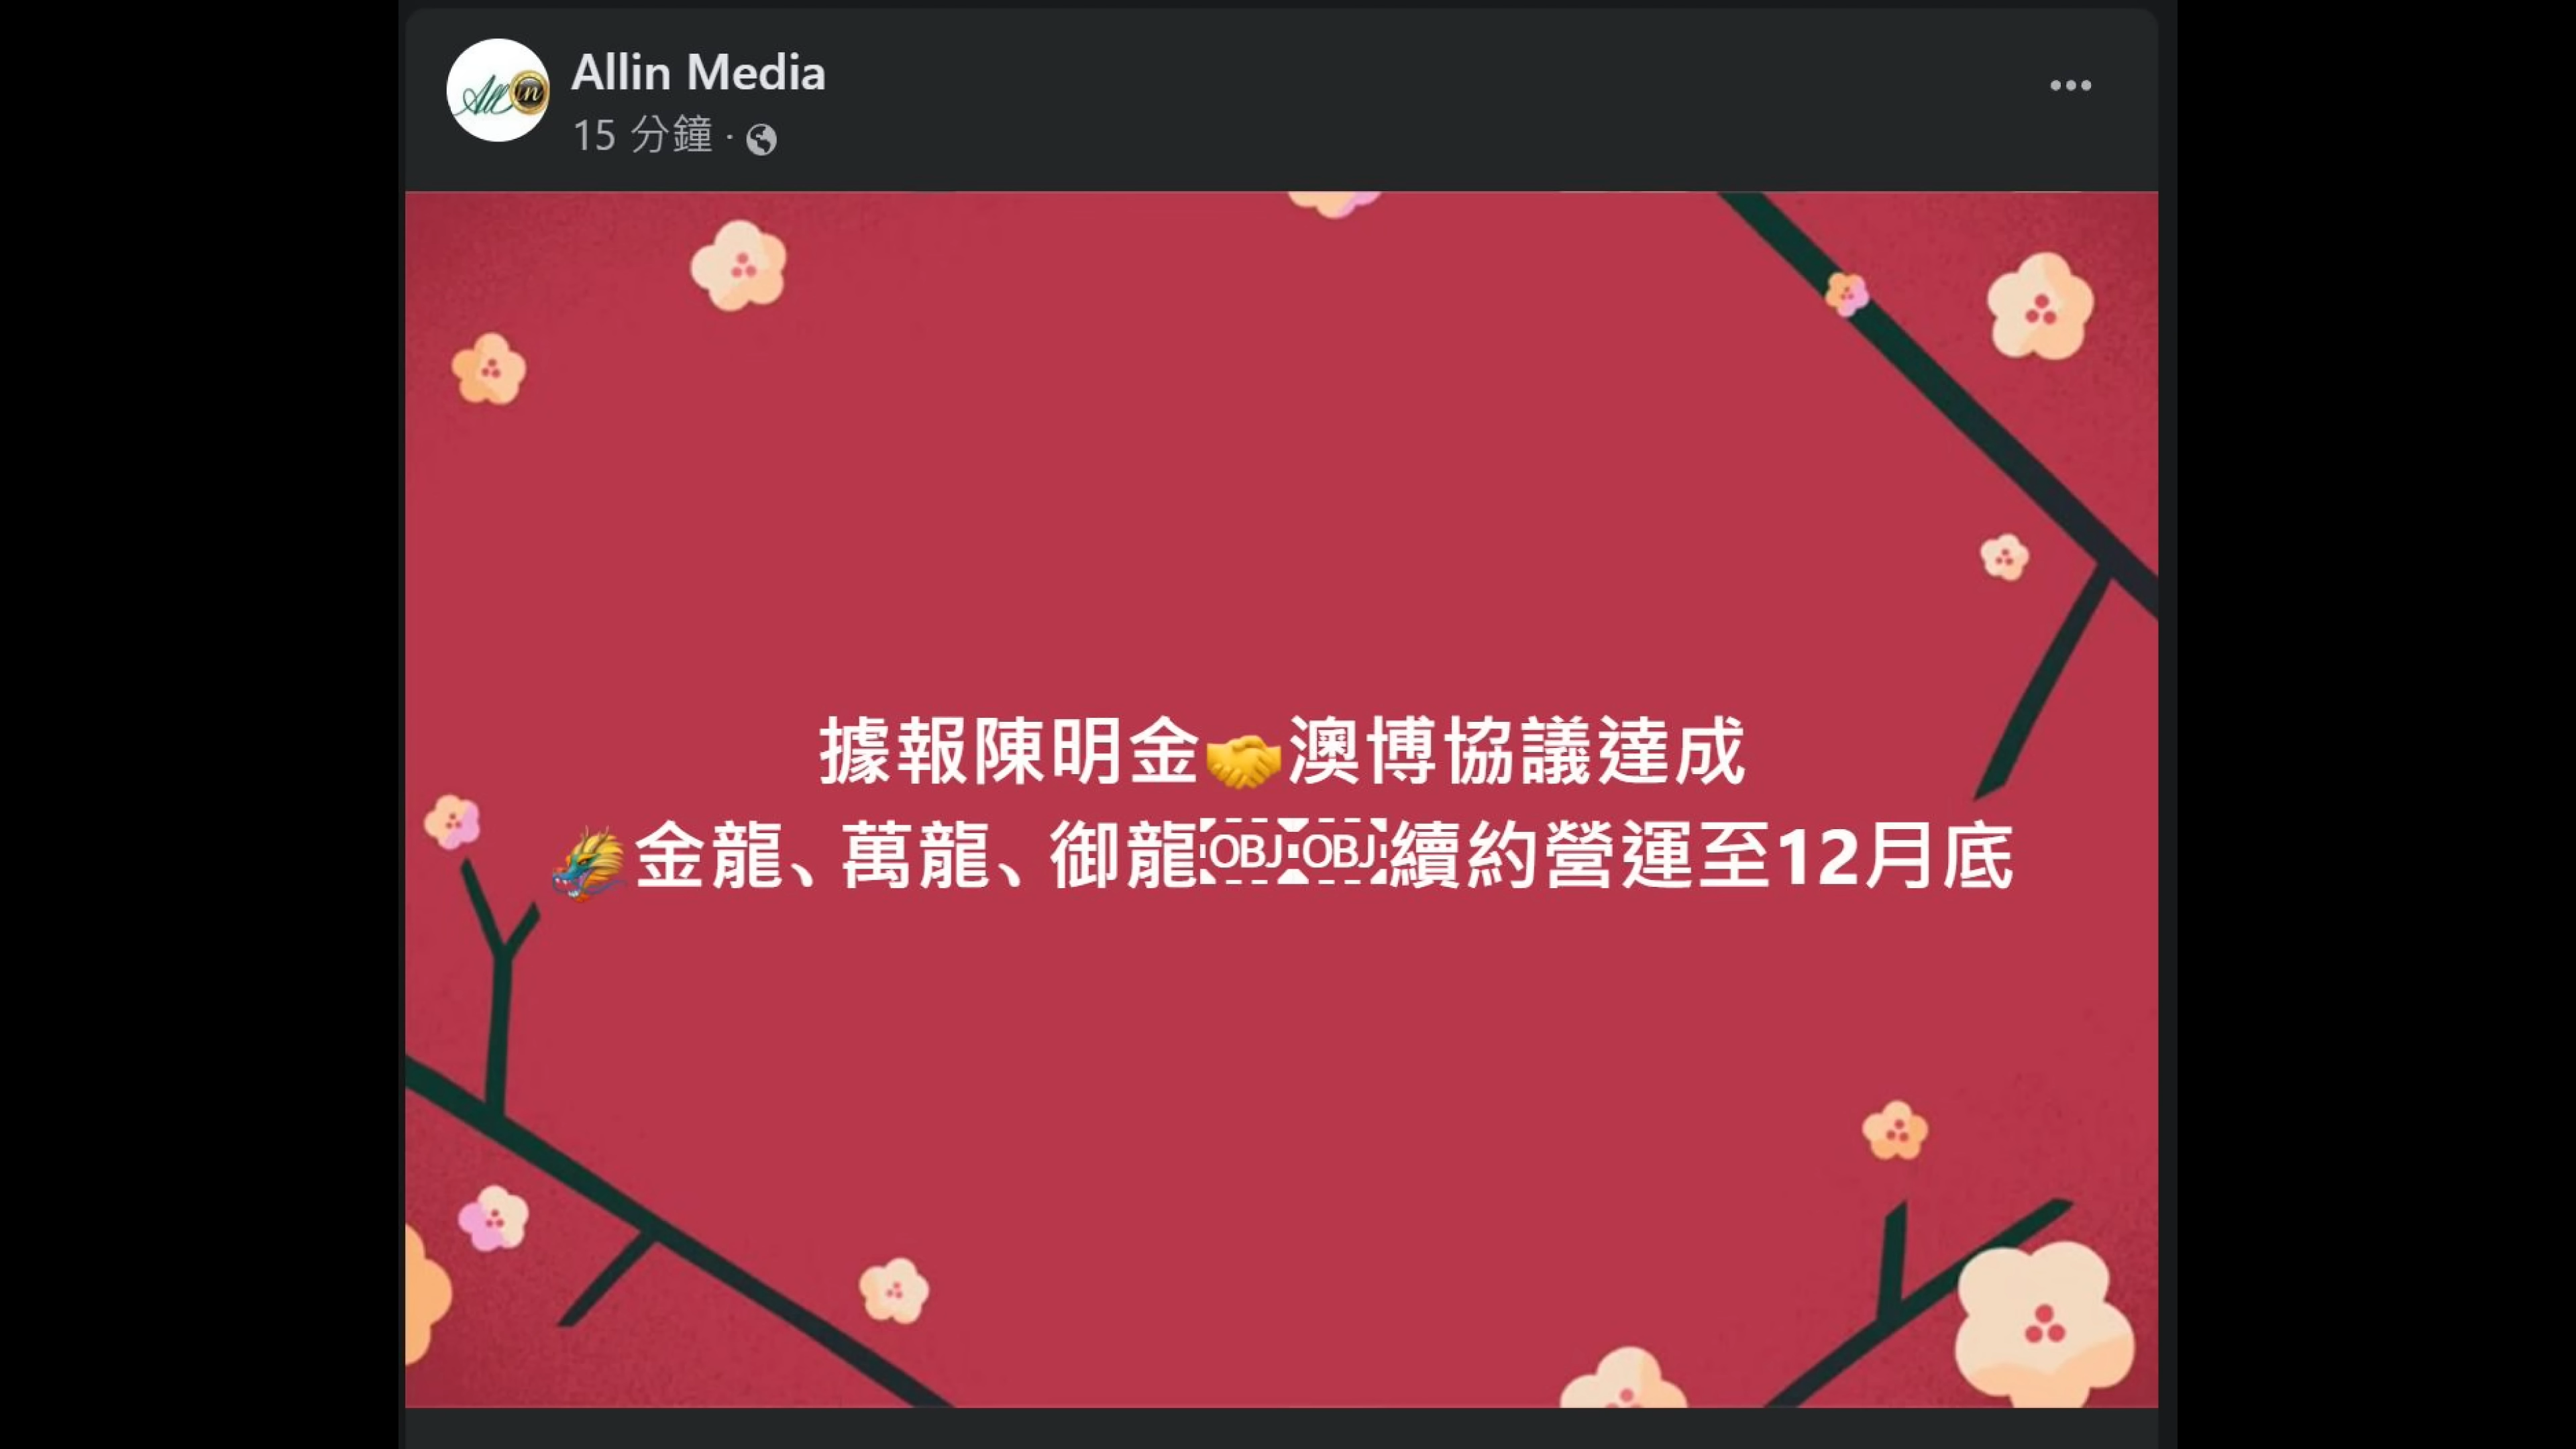 Allin
Allin Media
15 分鐘 ·
據報陳明金🤝澳博協議達成
🐲金龍、萬龍、御龍￼￼續約營運至12月底